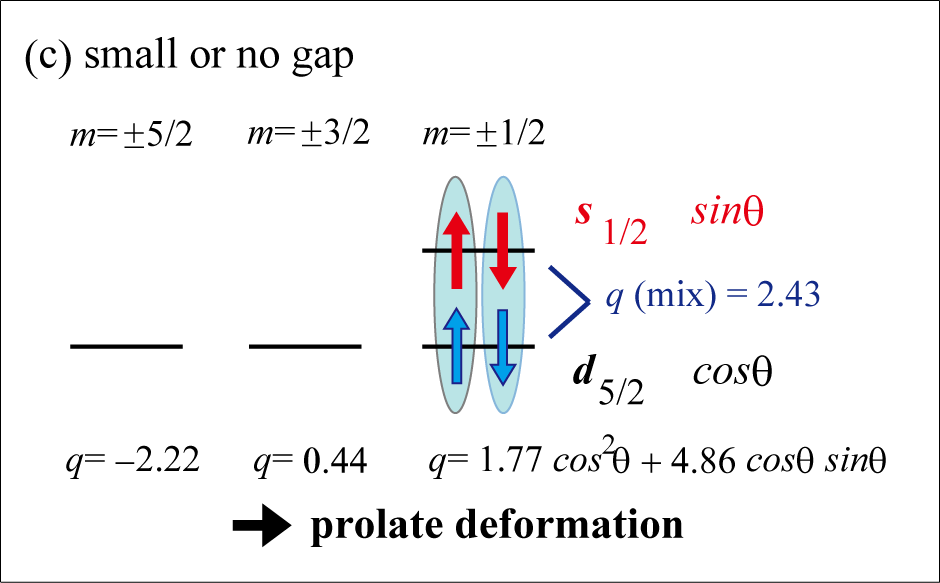 (c) small or no gap
m=±5/2 m=±3/2 m=±1/2
s 1/2 sinθ
q (mix) = 2.43
d 5/2 cosθ
q= –2.22 q= 0.44 q= 1.77 cos²θ + 4.86 cosθ sinθ
prolate deformation